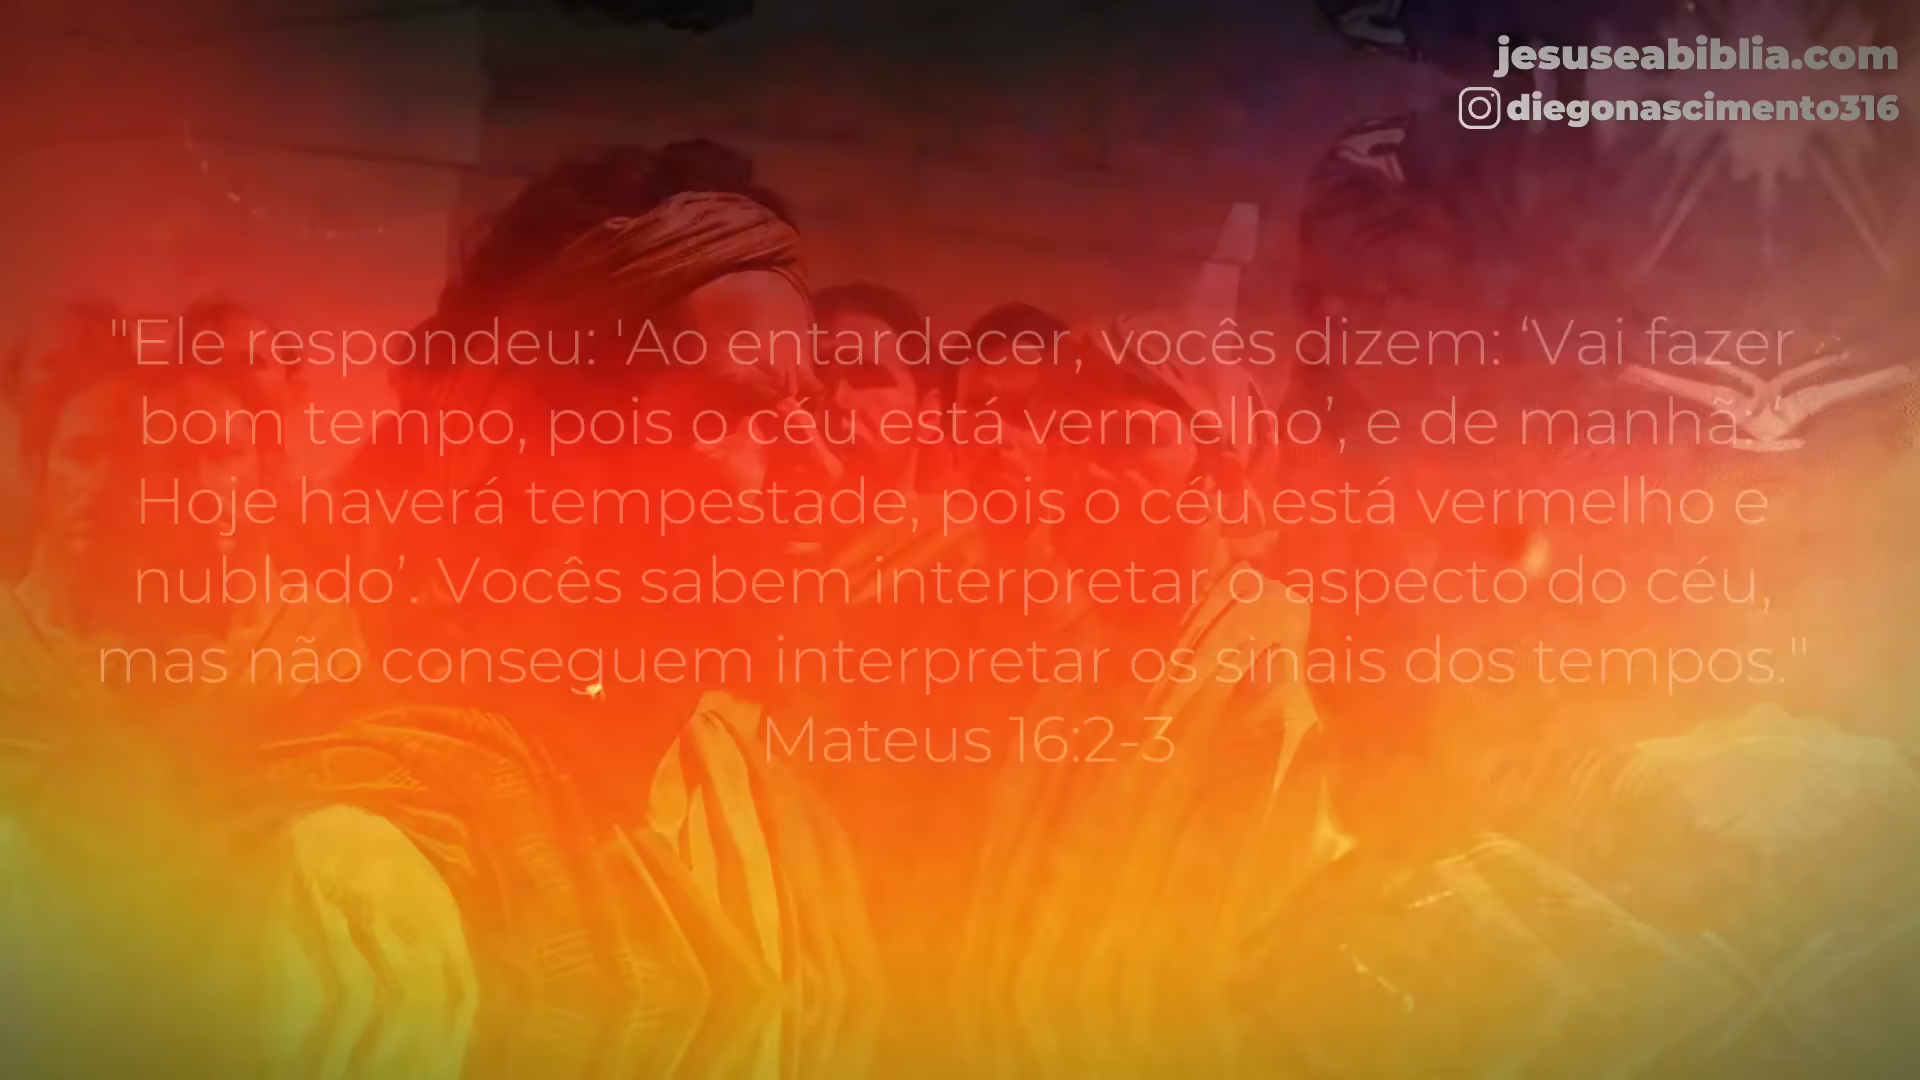 jesuseabiblia.com
diegonascimento316
"Ele respondeu: 'Ao entardecer, vocês dizem: ‘Vai fazer
bom tempo, pois o céu está vermelho’, e de manhã: ‘
Hoje haverá tempestade, pois o céu está vermelho e
nublado’. Vocês sabem interpretar o aspecto do céu,
mas não conseguem interpretar os sinais dos tempos."
Mateus 16:2-3